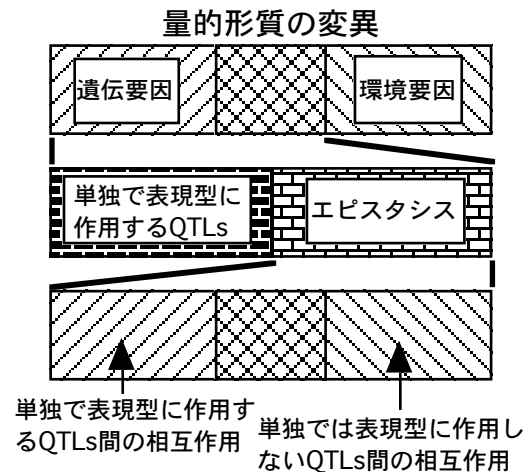 量的形質の変異
遺伝要因
環境要因
単独で表現型に
作用するQTLs
エピスタシス
単独で表現型に作用す
るQTLs間の相互作用
単独では表現型に作用し
ないQTLs間の相互作用